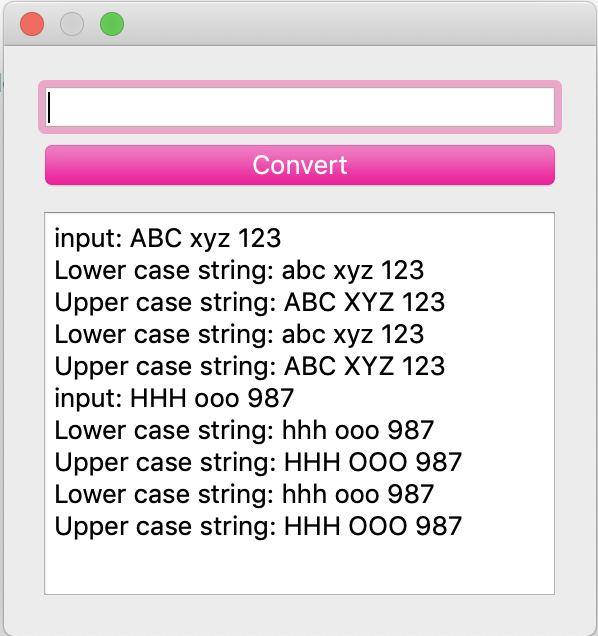 Convert
input: ABC xyz 123
Lower case string: abc xyz 123
Upper case string: ABC XYZ 123
Lower case string: abc xyz 123
Upper case string: ABC XYZ 123
input: HHH ooo 987
Lower case string: hhh ooo 987
Upper case string: HHH OOO 987
Lower case string: hhh ooo 987
Upper case string: HHH OOO 987